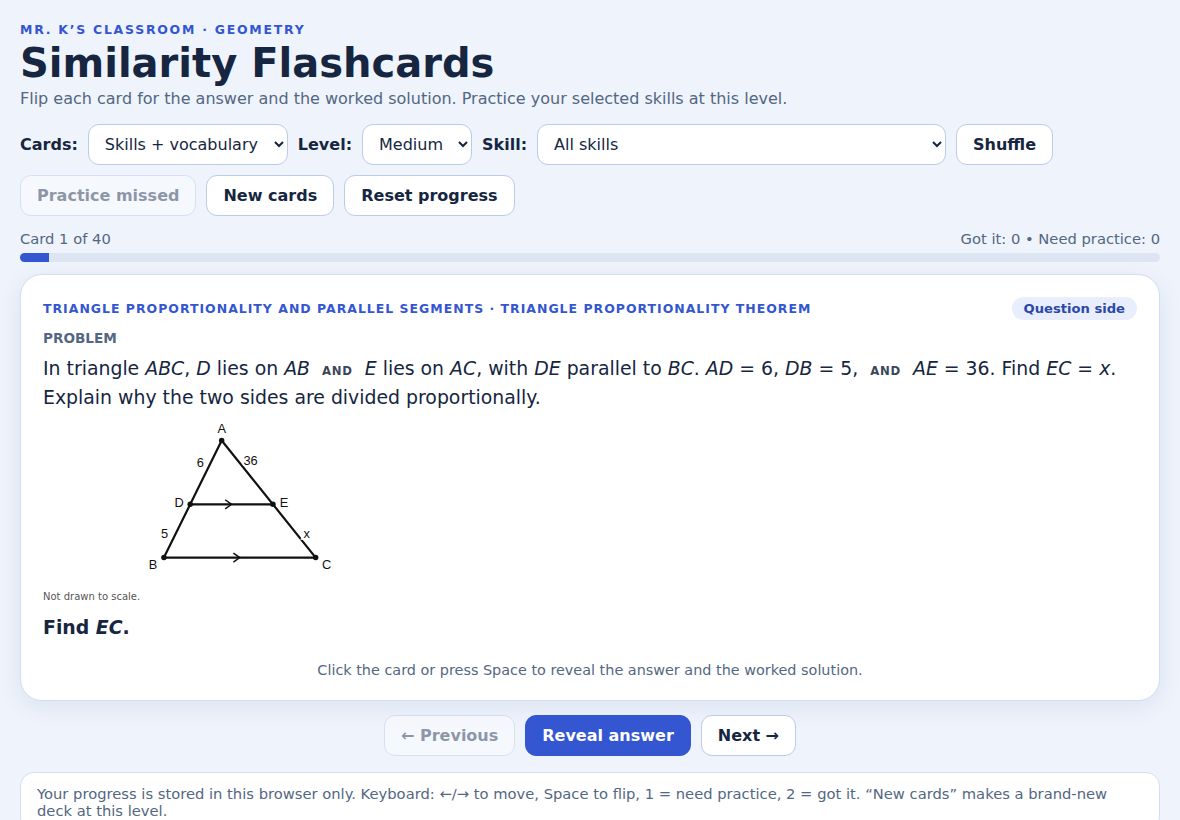 MR. K’S CLASSROOM · GEOMETRY
Similarity Flashcards
Flip each card for the answer and the worked solution. Practice your selected skills at this level.
Cards: Skills + vocabulary Level: Medium Skill: All skills Shuffle
Practice missed New cards Reset progress
Card 1 of 40 Got it: 0 • Need practice: 0
TRIANGLE PROPORTIONALITY AND PARALLEL SEGMENTS · TRIANGLE PROPORTIONALITY THEOREM Question side
PROBLEM
In triangle ABC, D lies on AB AND E lies on AC, with DE parallel to BC. AD = 6, DB = 5, AND AE = 36. Find EC = x.
Explain why the two sides are divided proportionally.
A
6 36
D E
5 x
B C
Not drawn to scale.
Find EC.
Click the card or press Space to reveal the answer and the worked solution.
← Previous Reveal answer Next →
Your progress is stored in this browser only. Keyboard: ←/→ to move, Space to flip, 1 = need practice, 2 = got it. “New cards” makes a brand-new
deck at this level.